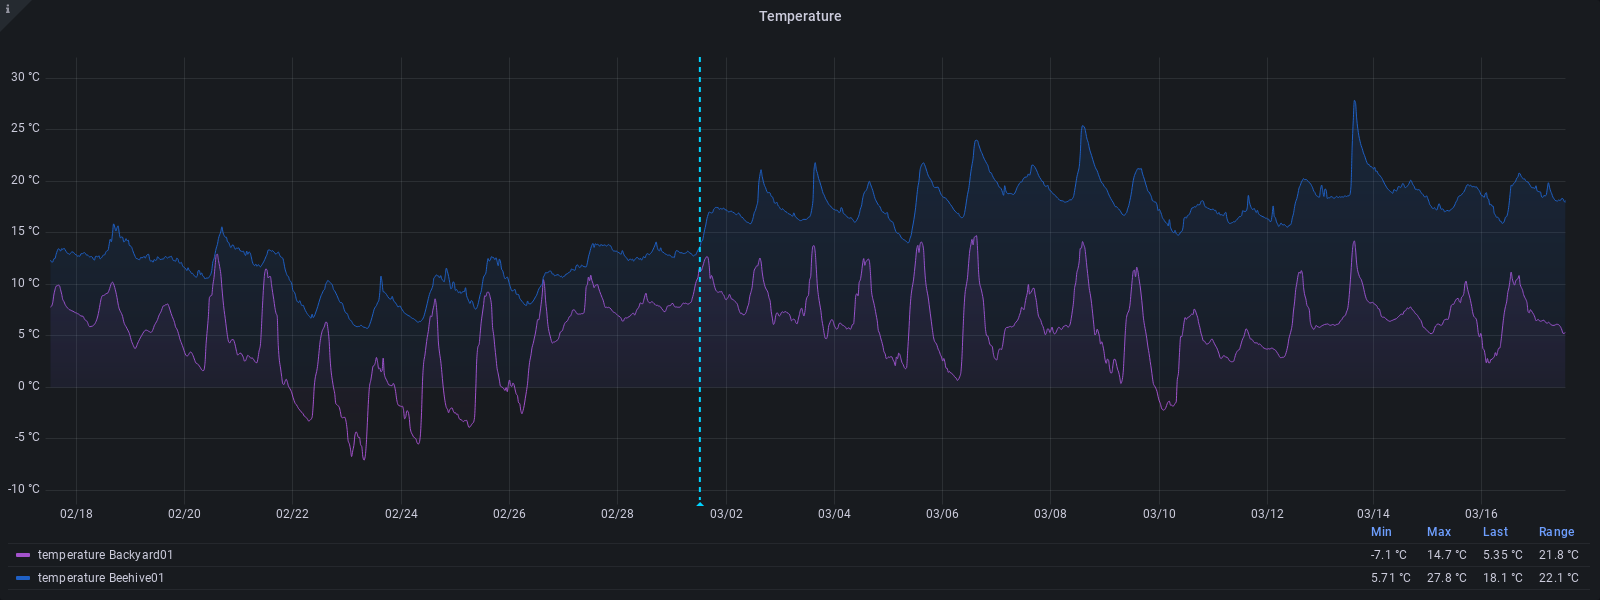 i
Temperature
30 °C
25 °C
20 °C
15 °C
10 °C
5 °C
0 °C
-5 °C
-10 °C
02/18 02/20 02/22 02/24 02/26 02/28 03/02 03/04 03/06 03/08 03/10 03/12 03/14 03/16
Min Max Last Range
temperature Backyard01 -7.1 °C 14.7 °C 5.35 °C 21.8 °C
temperature Beehive01 5.71 °C 27.8 °C 18.1 °C 22.1 °C